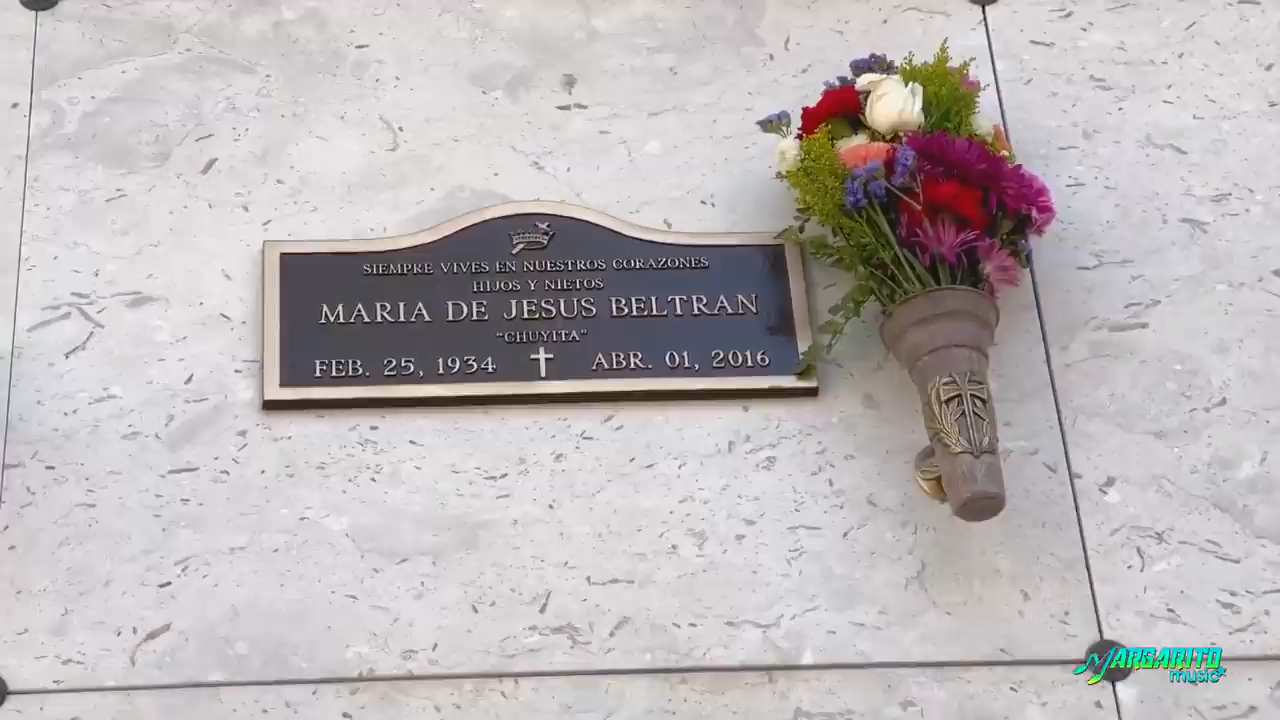 SIEMPRE VIVES EN NUESTROS CORAZONES
HIJOS Y NIETOS
MARIA DE JESUS BELTRAN
"CHUYITA"
FEB. 25, 1934 ABR. 01, 2016
MARGARITO
music